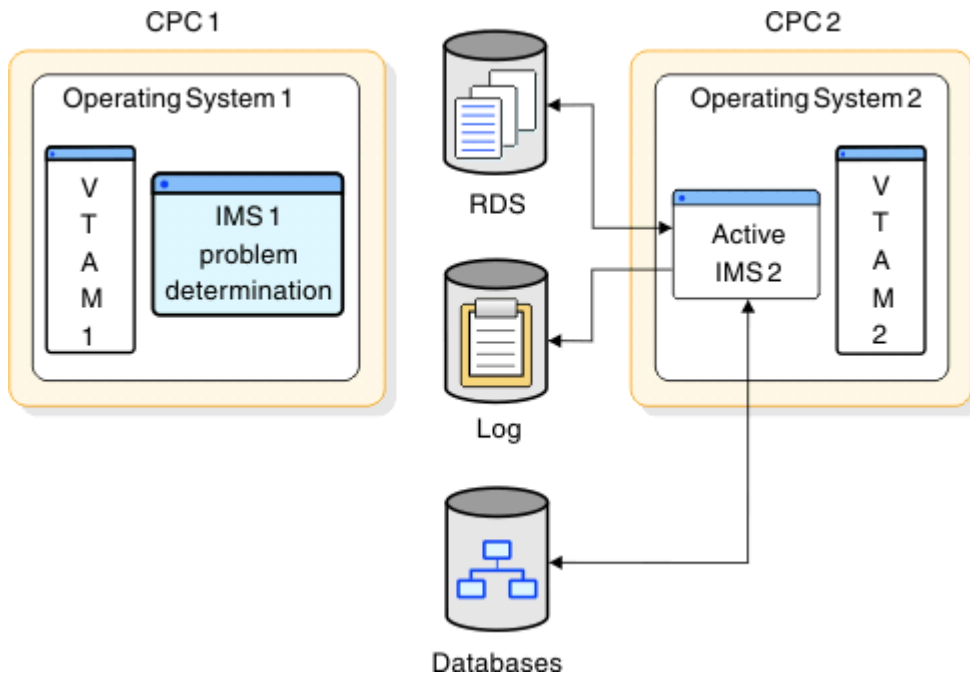 CPC 1
CPC 2
Operating System 1
V
T
A
M
1
IMS 1
problem
determination
RDS
Log
Databases
Operating System 2
Active
IMS 2
V
T
A
M
2